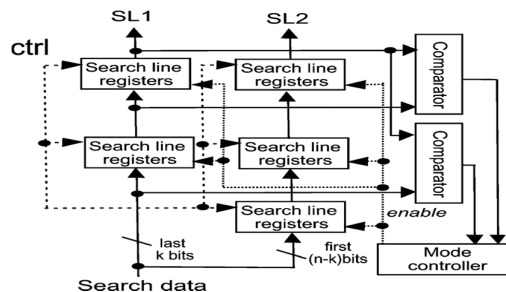 SL1
SL2
ctrl
Search line
registers
Search line
registers
Comparator
Search line
registers
Search line
registers
Comparator
Search line
registers
enable
last
k bits
first
(n-k)bits
Mode
controller
Search data